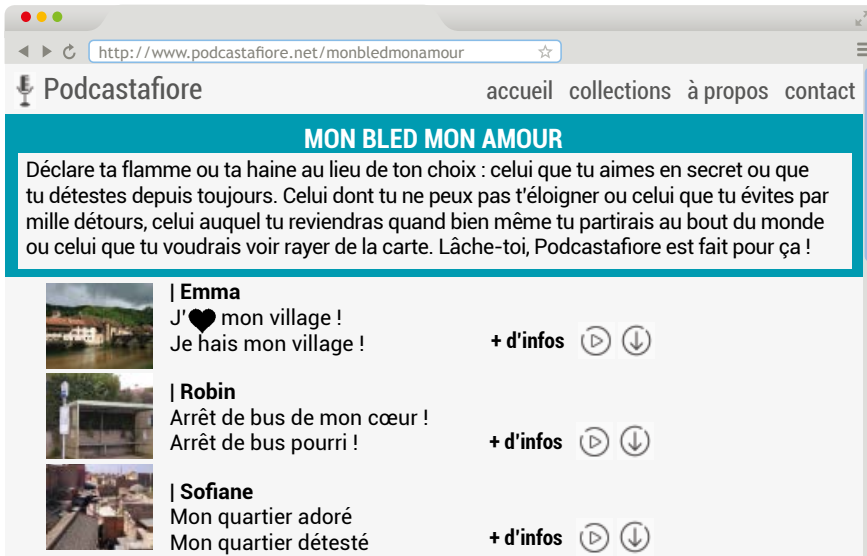 http://www.podcastafiore.net/monbledmonamour
Podcastafiore accueil collections à propos contact
MON BLED MON AMOUR
Déclare ta flamme ou ta haine au lieu de ton choix : celui que tu aimes en secret ou que
tu détestes depuis toujours. Celui dont tu ne peux pas t'éloigner ou celui que tu évites par
mille détours, celui auquel tu reviendras quand bien même tu partirais au bout du monde
ou celui que tu voudrais voir rayer de la carte. Lâche-toi, Podcastafiore est fait pour ça !
| Emma
J'♥ mon village !
Je hais mon village ! + d'infos
| Robin
Arrêt de bus de mon cœur !
Arrêt de bus pourri ! + d'infos
| Sofiane
Mon quartier adoré
Mon quartier détesté + d'infos